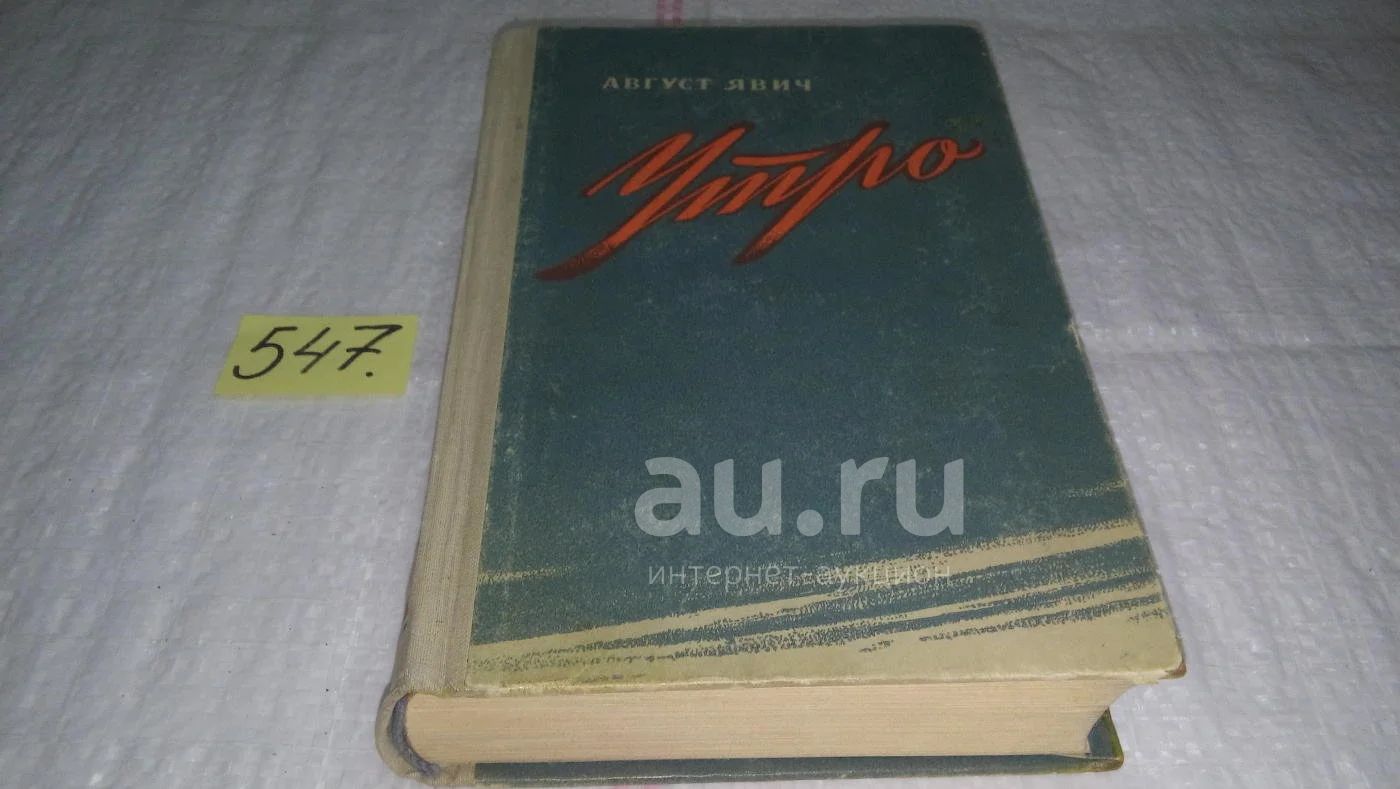 АВГУСТ ЯВИЧ
Утро
547.
au.ru
интернет-аукцион